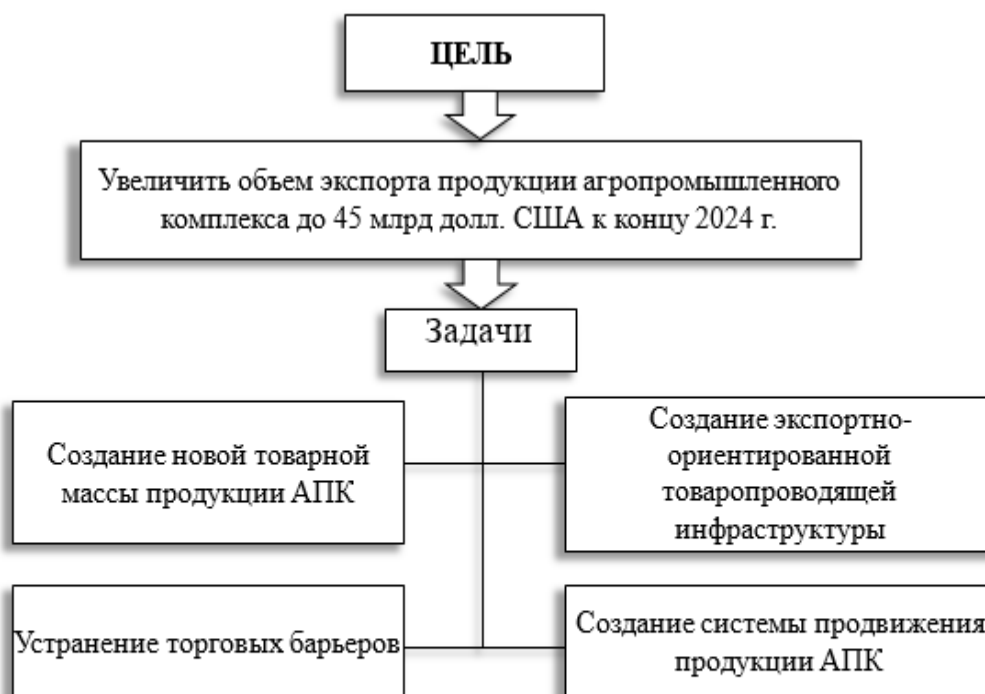 ЦЕЛЬ
Увеличить объем экспорта продукции агропромышленного
комплекса до 45 млрд долл. США к концу 2024 г.
Задачи
Создание новой товарной
массы продукции АПК
Создание экспортно-
ориентированной
товаропроводящей
инфраструктуры
Устранение торговых барьеров
Создание системы продвижения
продукции АПК